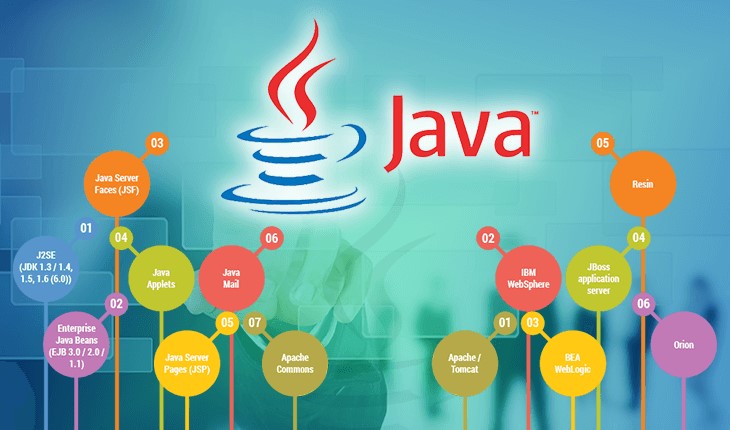 Java™
03
Java Server
Faces (JSF)
01
J2SE
(JDK 1.3 / 1.4,
1.5, 1.6 (6.0))
04
Java
Applets
06
Java
Mail
02
Enterprise
Java Beans
(EJB 3.0 / 2.0 /
1.1)
05
Java Server
Pages (JSP)
07
Apache
Commons
05
Resin
02
IBM
WebSphere
04
JBoss
application
server
01
Apache /
Tomcat
03
BEA
WebLogic
06
Orion